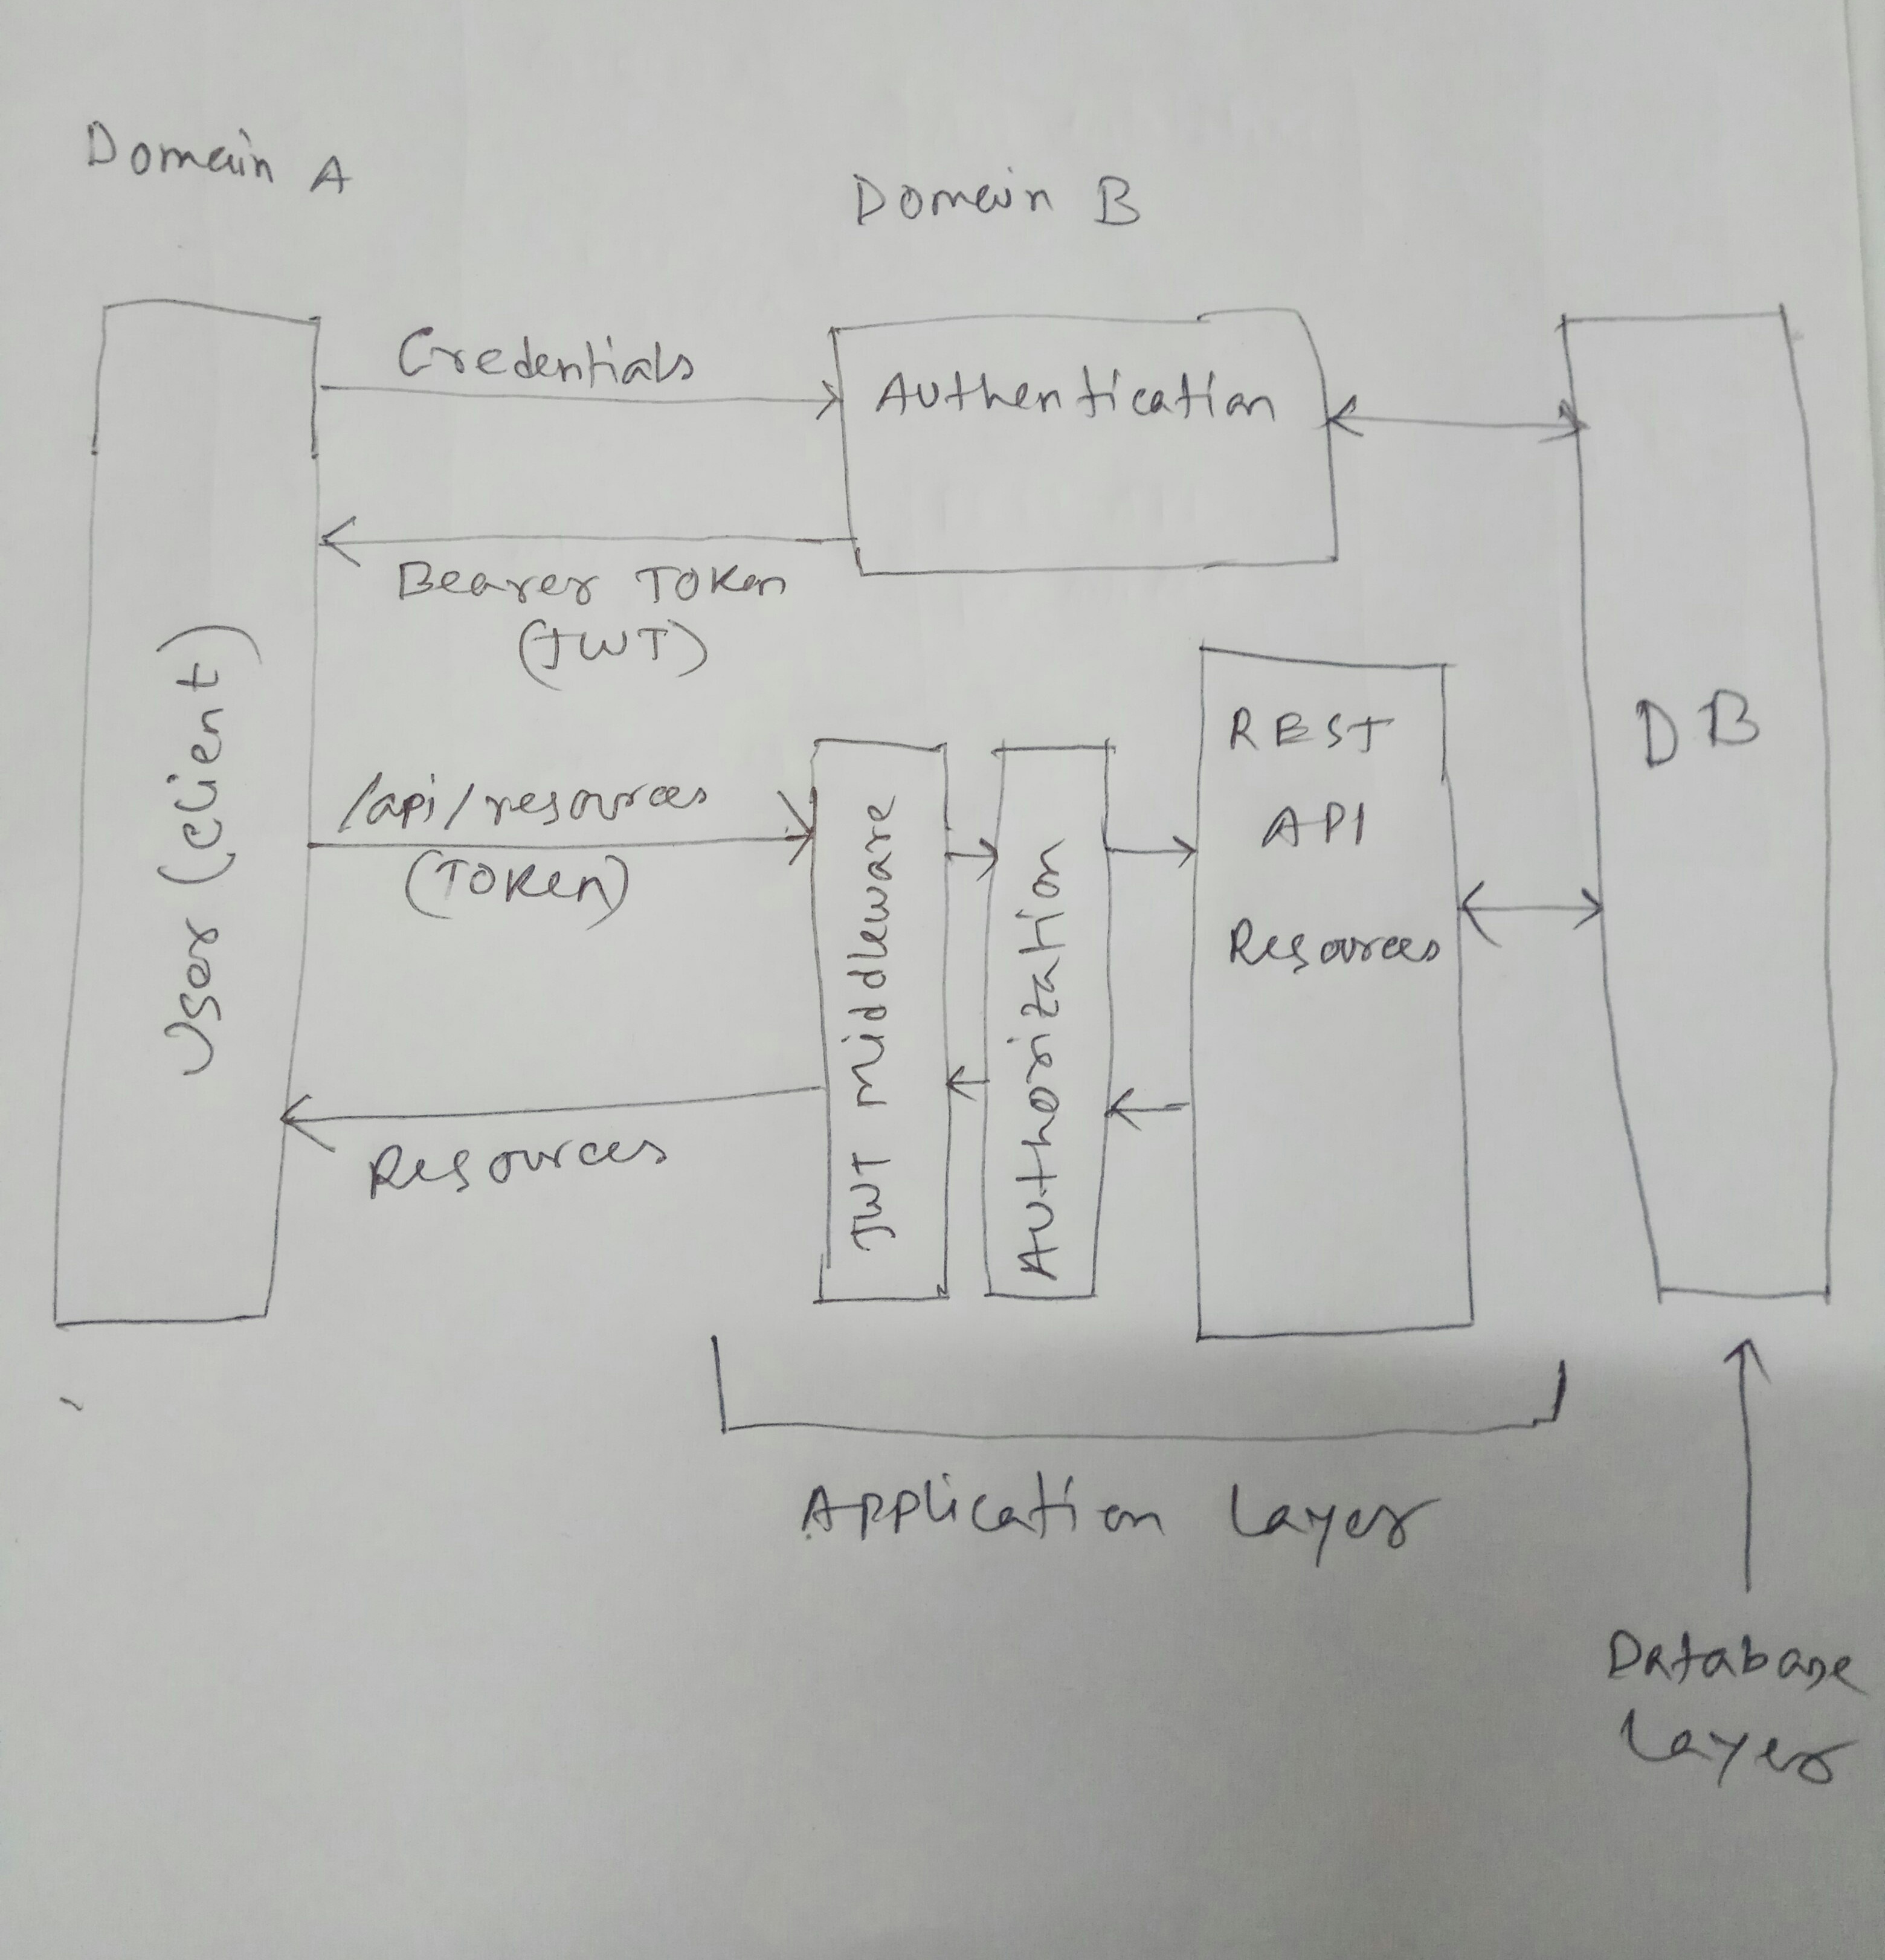 Domain A
Domain B
Credentials
Authentication
Bearer Token
(JWT)
User (client)
/api/resources
(Token)
JWT Middleware
Authorization
REST
API
Resources
DB
Resources
Application Layer
Database
Layer